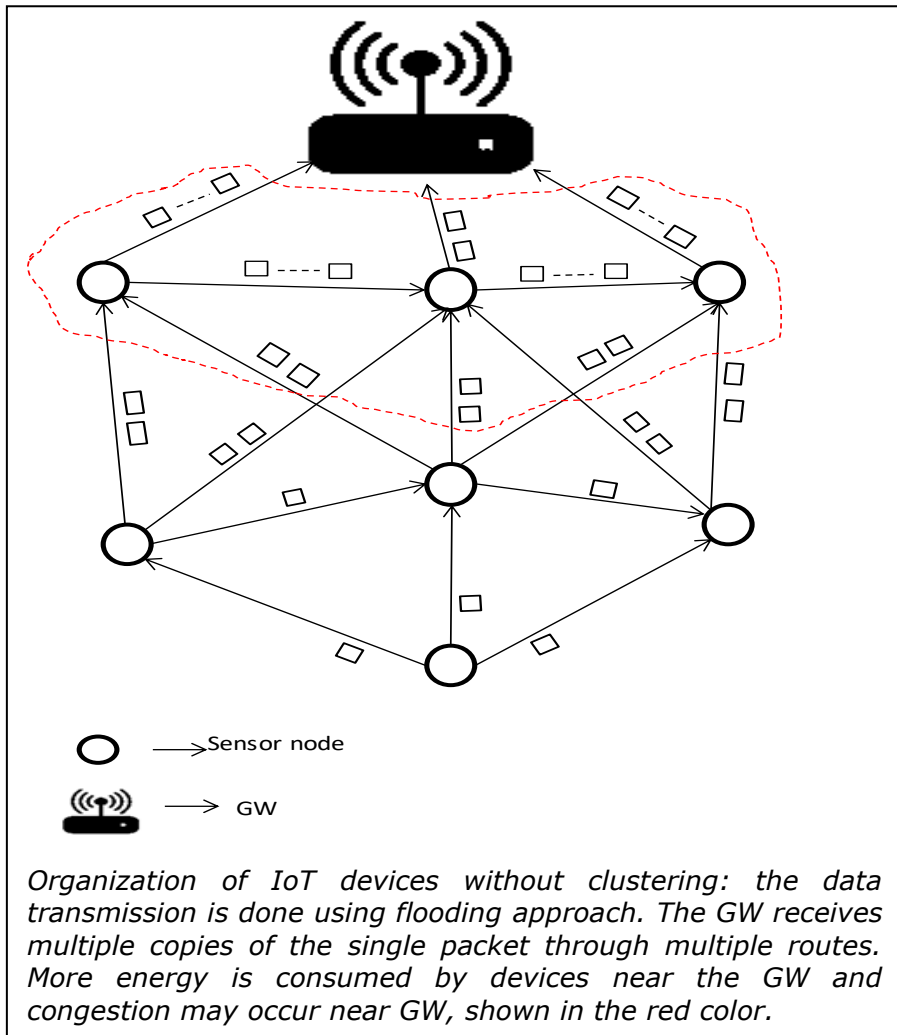 Sensor node
GW
Organization of IoT devices without clustering: the data
transmission is done using flooding approach. The GW receives
multiple copies of the single packet through multiple routes.
More energy is consumed by devices near the GW and
congestion may occur near GW, shown in the red color.